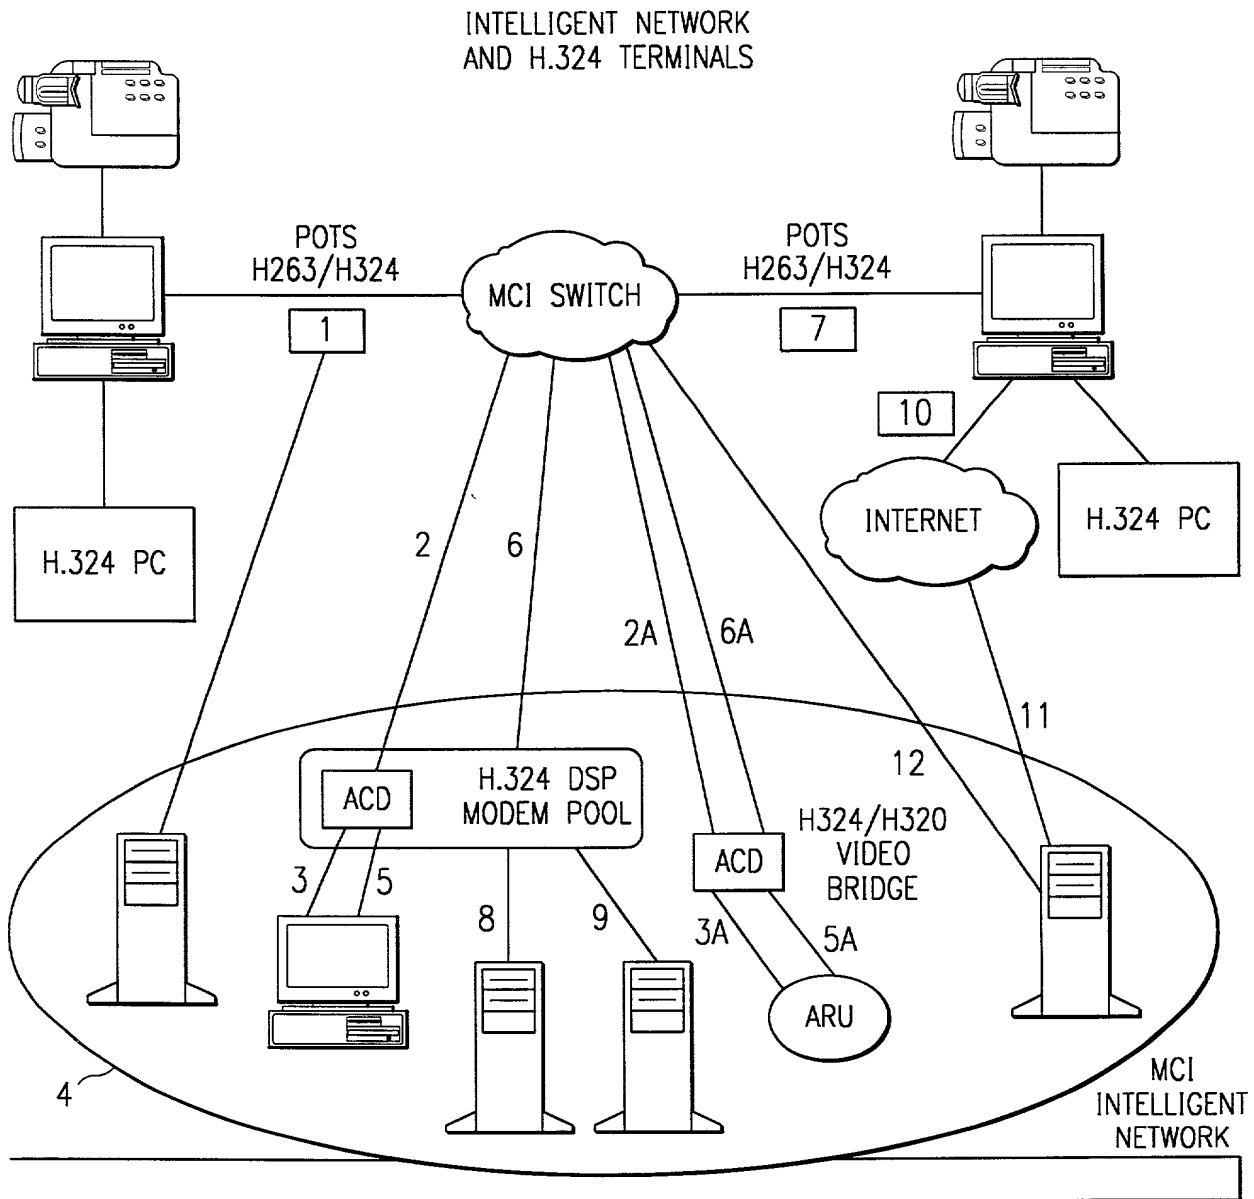 INTELLIGENT NETWORK
AND H.324 TERMINALS
POTS
H263/H324
MCI SWITCH
POTS
H263/H324
1
7
10
H.324 PC
INTERNET
H.324 PC
2
6
2A
6A
11
12
ACD
H.324 DSP
MODEM POOL
ACD
H324/H320
VIDEO
BRIDGE
3
5
8
9
3A
5A
ARU
4
MCI
INTELLIGENT
NETWORK